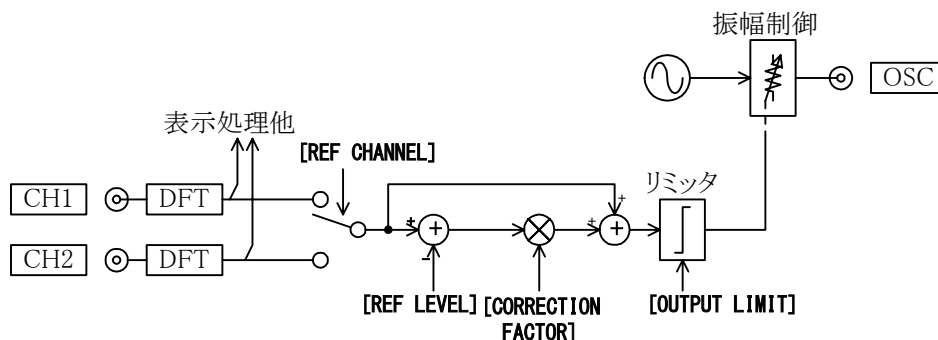 振幅制御
OSC
表示処理他
[REF CHANNEL]
CH1
DFT
リミッタ
CH2
DFT
[REF LEVEL]
[CORRECTION
FACTOR]
[OUTPUT LIMIT]